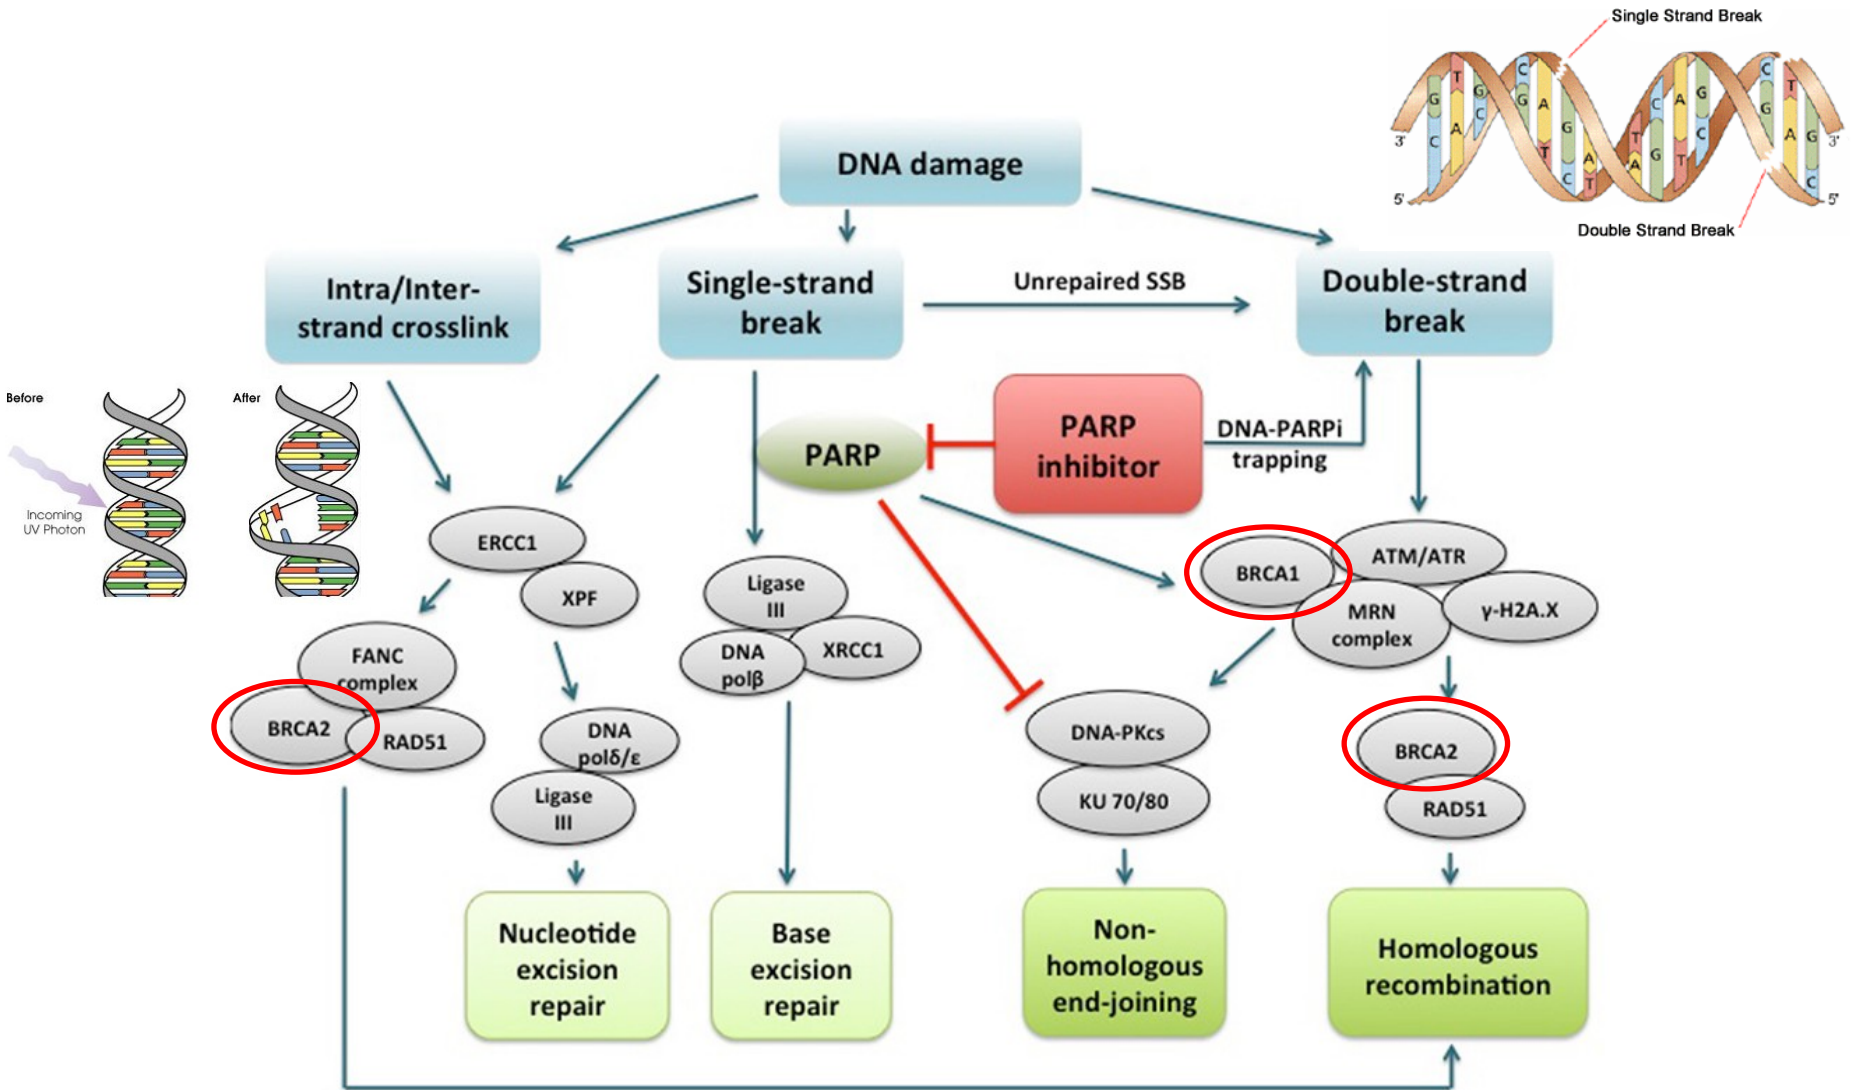 Single Strand Break
T
C
C
T
G
G
G
A
C
A
G
G
A
C
G
C
A
G
T
C
A
G
3'
C
T
A
A
G
T
C
3'
C
T
C
5'
5'
Double Strand Break
DNA damage
Intra/Inter-
strand crosslink
Single-strand
break
Unrepaired SSB
Double-strand
break
Before
After
Incoming
UV Photon
PARP
PARP
inhibitor
DNA-PARPi
trapping
ERCC1
XPF
Ligase
III
DNA
polβ
XRCC1
BRCA1
ATM/ATR
MRN
complex
γ-H2A.X
FANC
complex
BRCA2
RAD51
DNA
polδ/ε
Ligase
III
DNA-PKcs
KU 70/80
BRCA2
RAD51
Nucleotide
excision
repair
Base
excision
repair
Non-
homologous
end-joining
Homologous
recombination